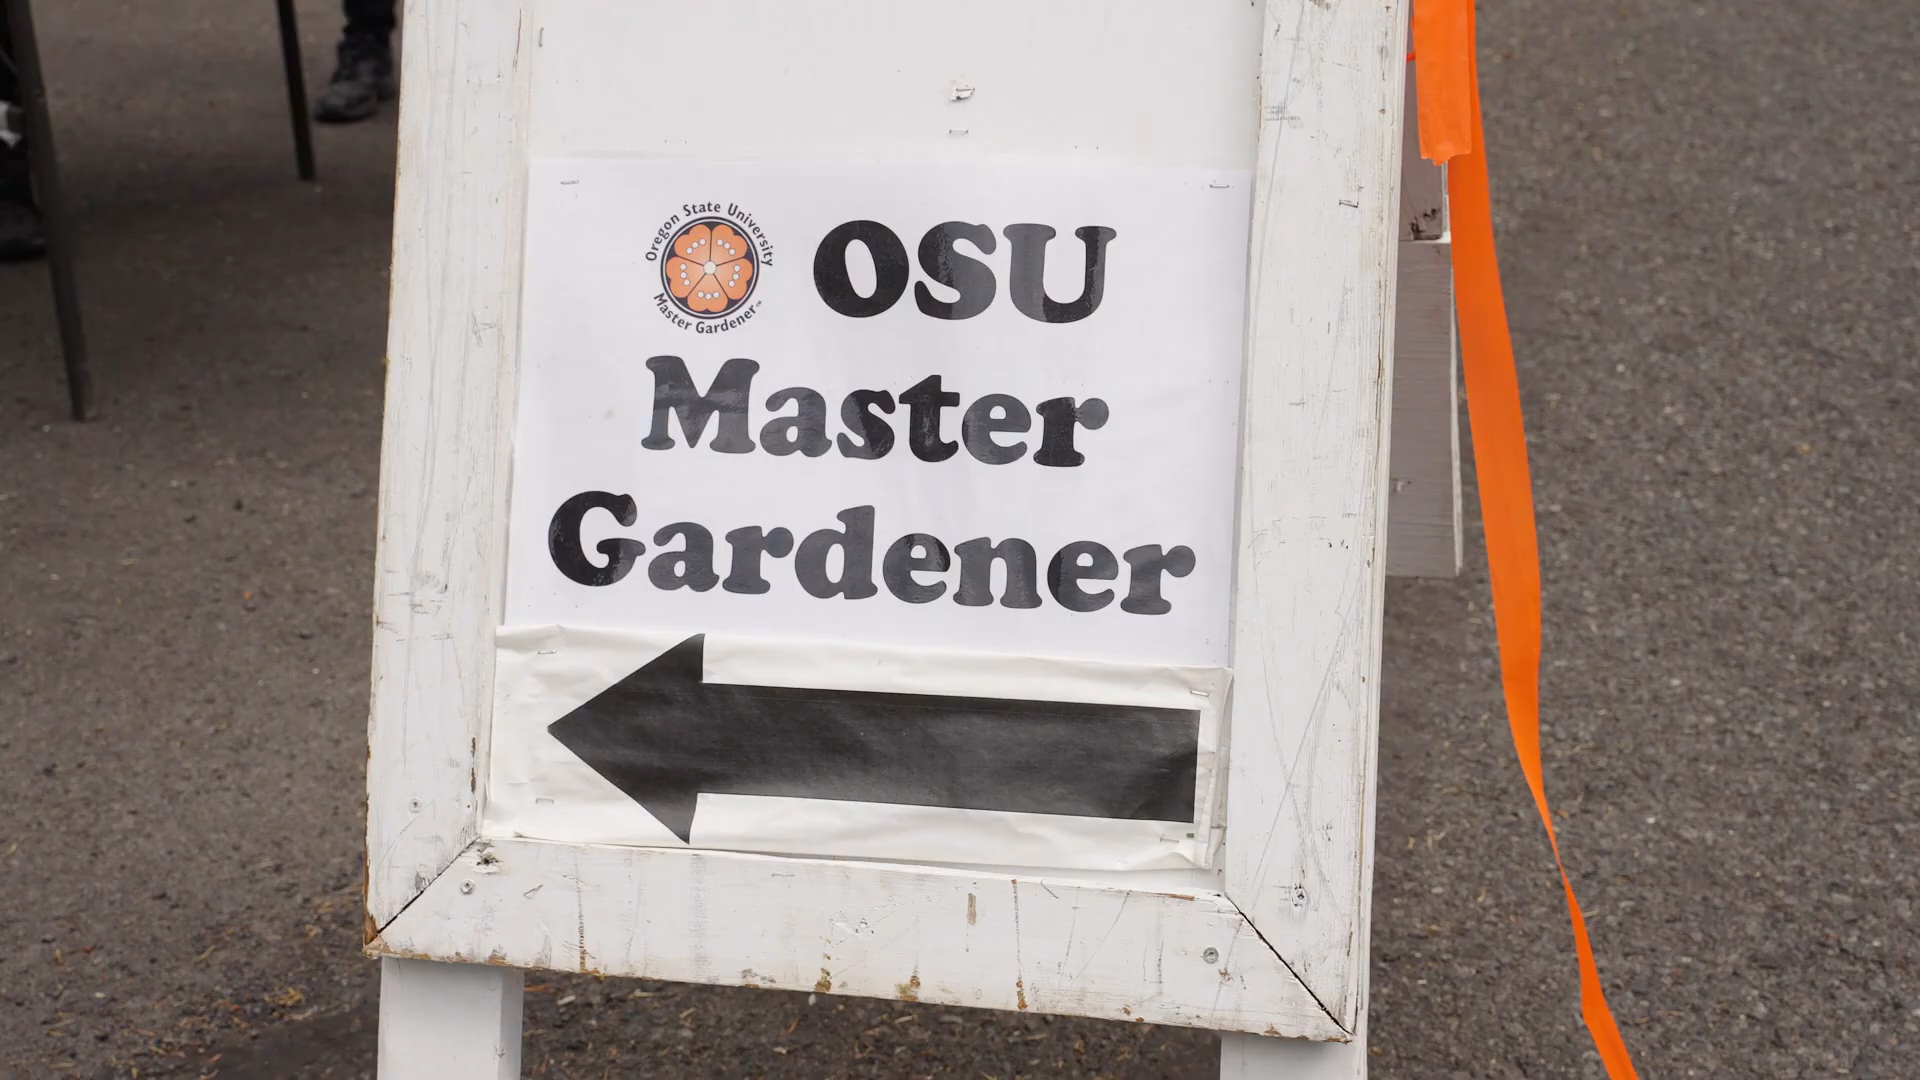 Oregon State University
Master Gardener™
OSU
Master
Gardener